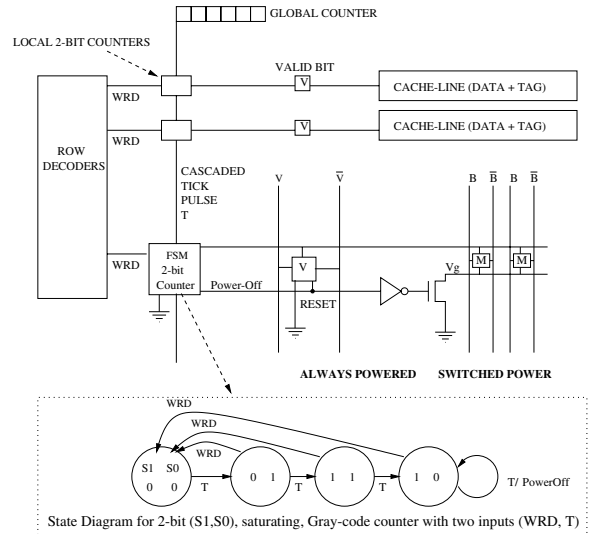 GLOBAL COUNTER
LOCAL 2-BIT COUNTERS
VALID BIT
WRD
V
CACHE-LINE (DATA + TAG)
WRD
V
CACHE-LINE (DATA + TAG)
ROW
DECODERS
CASCADED
TICK
PULSE
T
V
V̅
B
B̅
B
B̅
WRD
FSM
2-bit
Counter
V
Vg
M
M
Power-Off
RESET
ALWAYS POWERED
SWITCHED POWER
WRD
WRD
WRD
S1 S0
0 0
T
0 1
T
1 1
T
1 0
T/ PowerOff
State Diagram for 2-bit (S1,S0), saturating, Gray-code counter with two inputs (WRD, T)